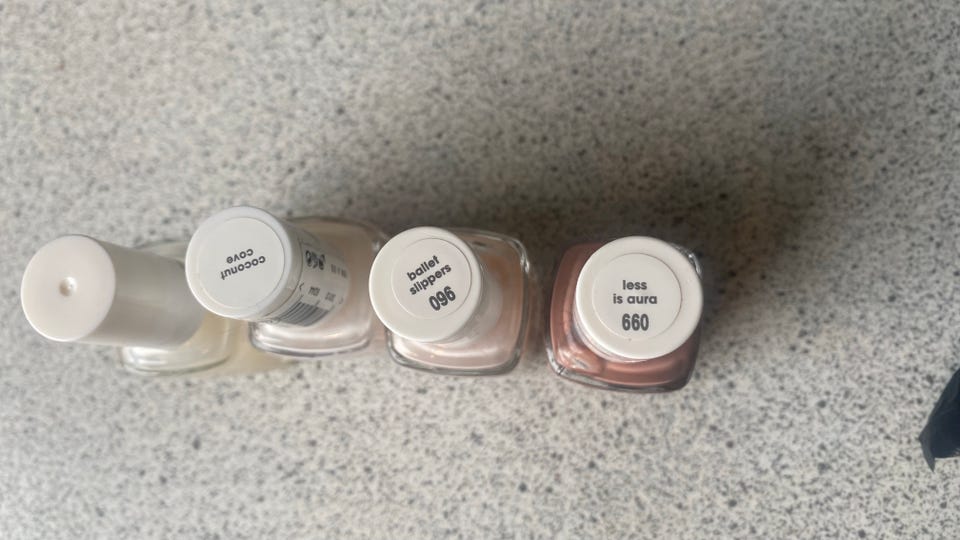 coconut
cove
ballet
slippers
096
less
is aura
660